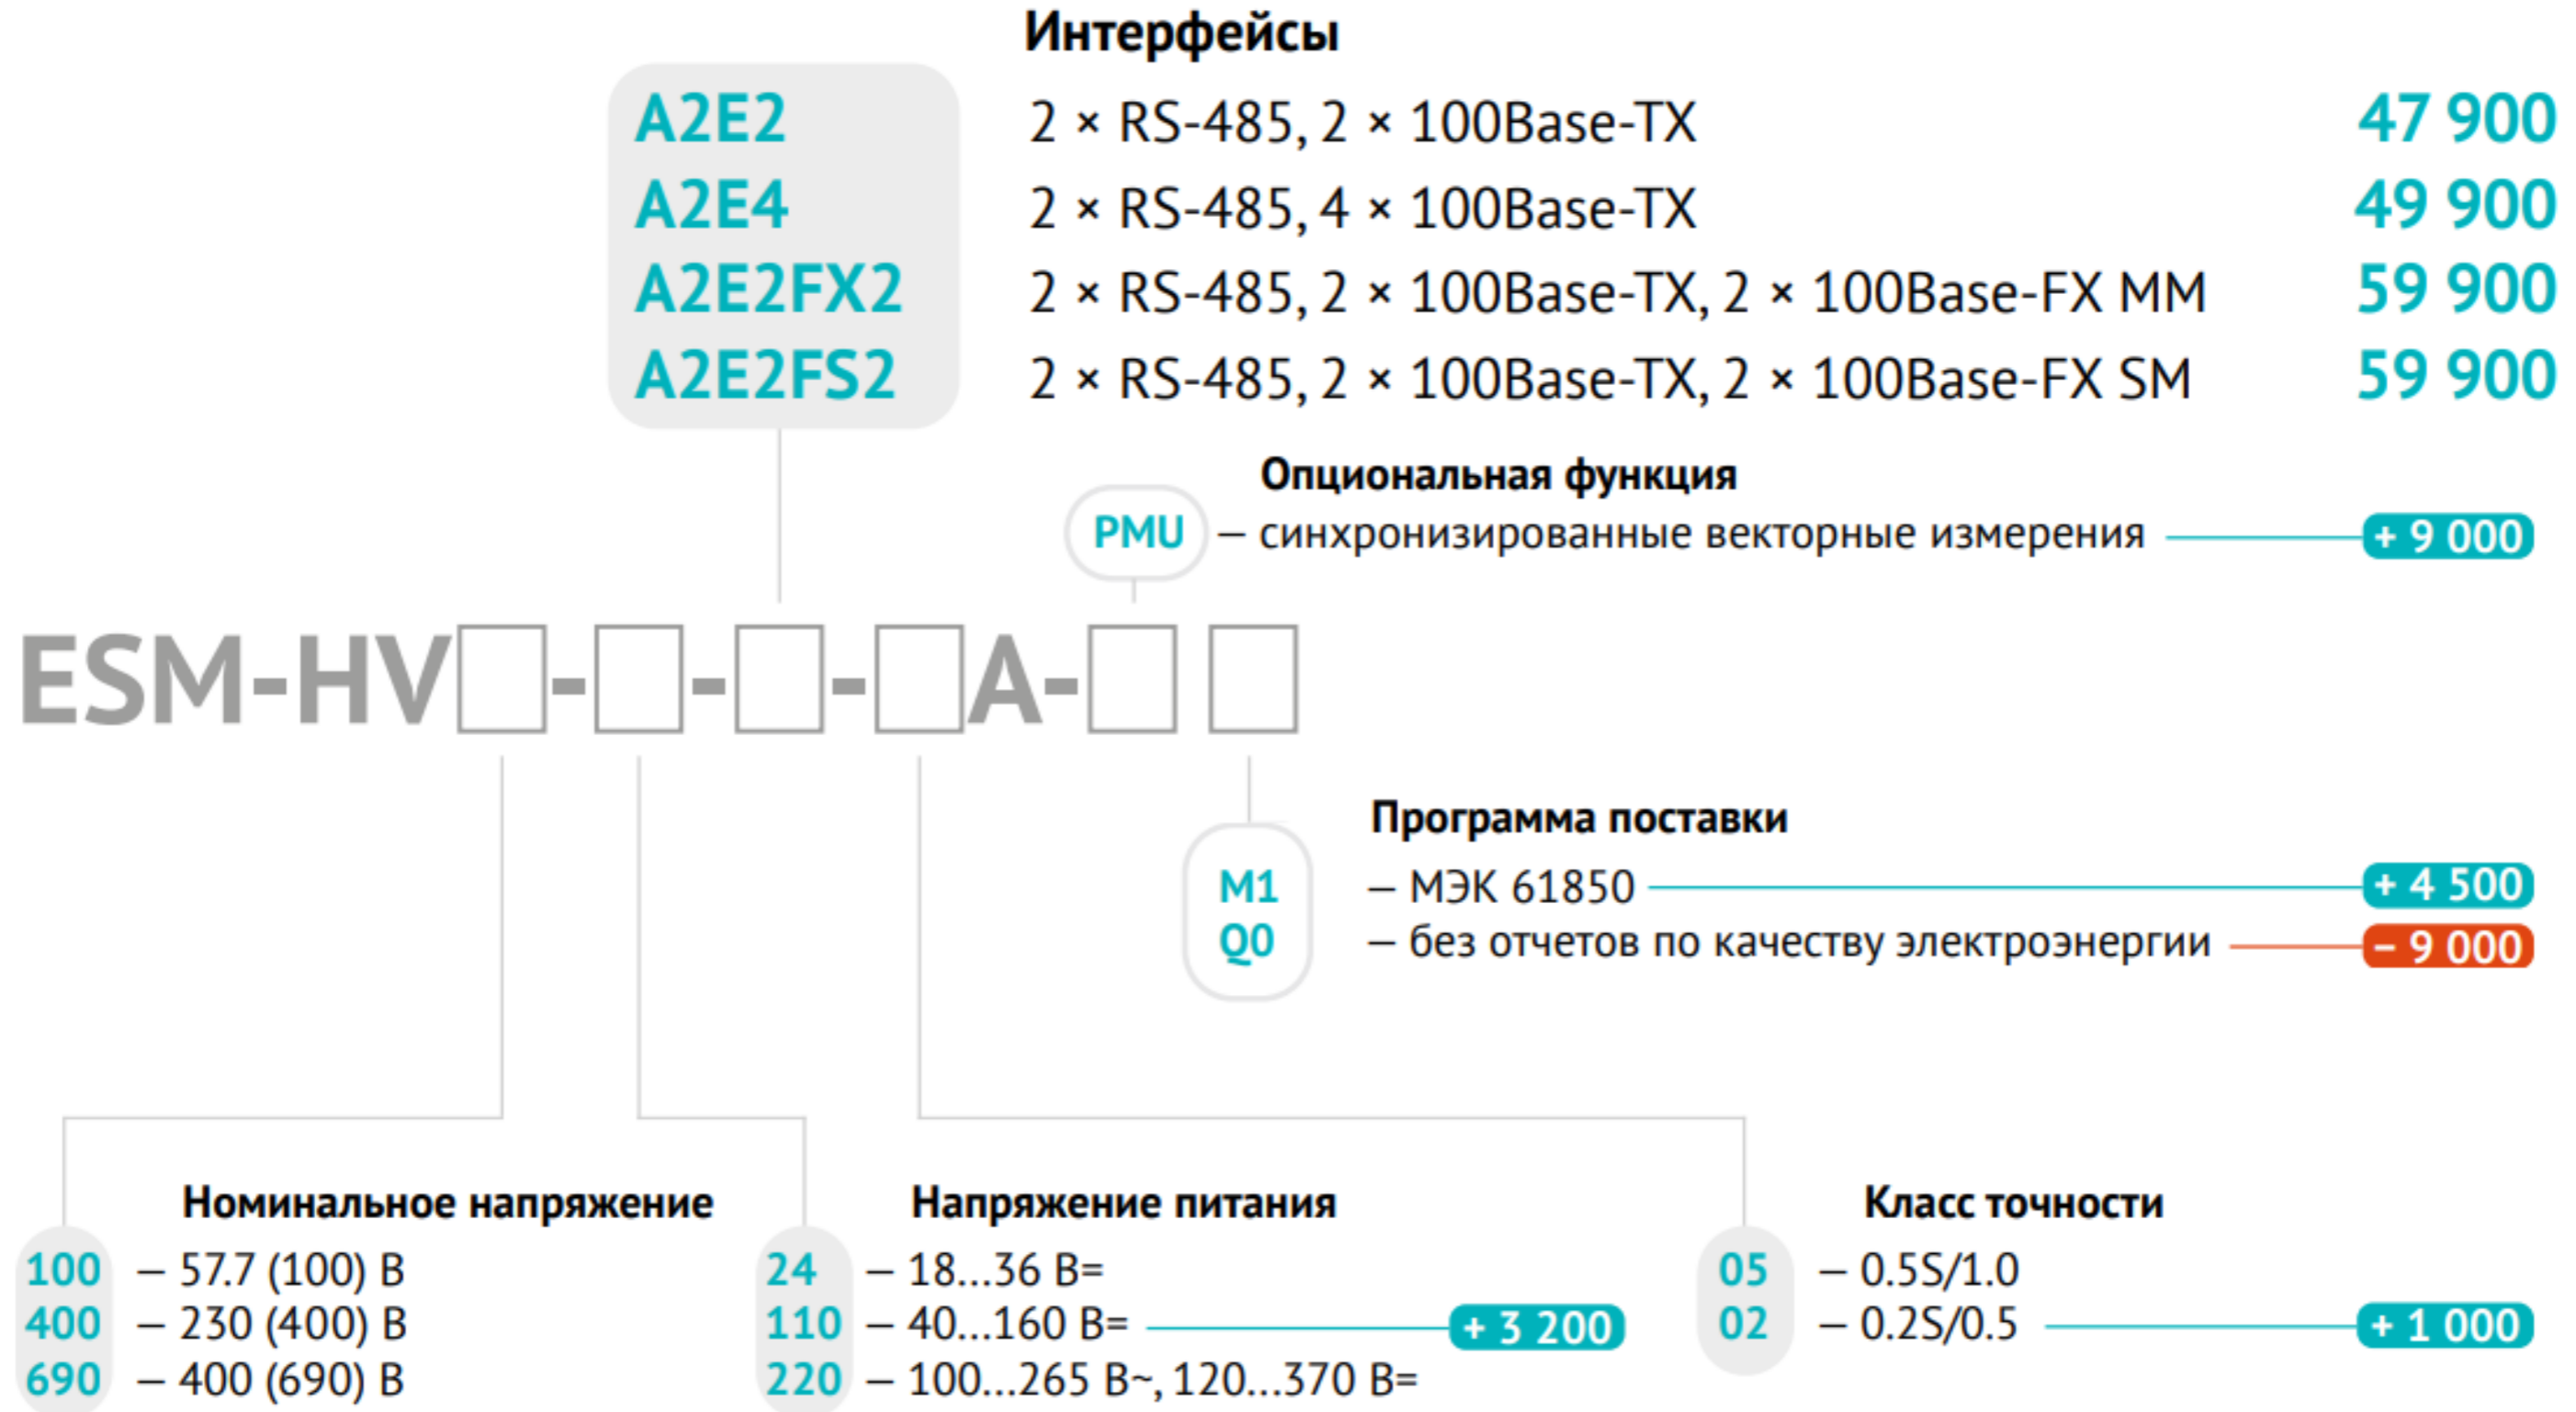 Интерфейсы
A2E2 2 × RS-485, 2 × 100Base-TX 47 900
A2E4 2 × RS-485, 4 × 100Base-TX 49 900
A2E2FX2 2 × RS-485, 2 × 100Base-TX, 2 × 100Base-FX MM 59 900
A2E2FS2 2 × RS-485, 2 × 100Base-TX, 2 × 100Base-FX SM 59 900
Опциональная функция
PMU – синхронизированные векторные измерения + 9 000
ESM-HV□-□-□-□A-□ □
Программа поставки
M1 – МЭК 61850 + 4 500
Q0 – без отчетов по качеству электроэнергии – 9 000
Номинальное напряжение
100 – 57.7 (100) В
400 – 230 (400) В
690 – 400 (690) В
Напряжение питания
24 – 18...36 В=
110 – 40...160 В= + 3 200
220 – 100...265 В~, 120...370 В=
Класс точности
05 – 0.5S/1.0
02 – 0.2S/0.5 + 1 000